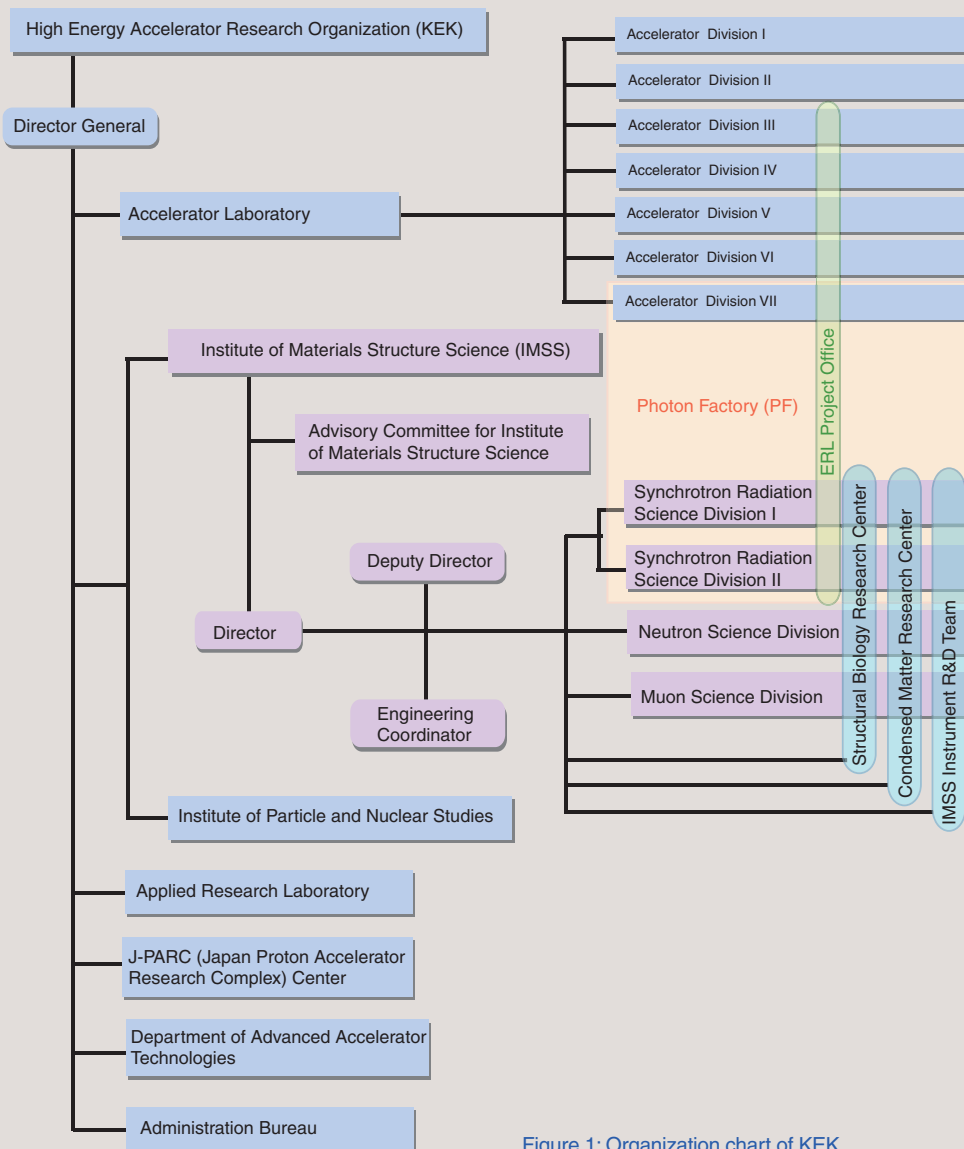 High Energy Accelerator Research Organization (KEK)
Director General
Accelerator Laboratory
Accelerator Division I
Accelerator Division II
Accelerator Division III
Accelerator Division IV
Accelerator Division V
Accelerator Division VI
Accelerator Division VII
Institute of Materials Structure Science (IMSS)
Advisory Committee for Institute
of Materials Structure Science
Photon Factory (PF)
ERL Project Office
Synchrotron Radiation
Science Division I
Synchrotron Radiation
Science Division II
Deputy Director
Director
Engineering
Coordinator
Neutron Science Division
Muon Science Division
Structural Biology Research Center
Condensed Matter Research Center
IMSS Instrument R&D Team
Institute of Particle and Nuclear Studies
Applied Research Laboratory
J-PARC (Japan Proton Accelerator
Research Complex) Center
Department of Advanced Accelerator
Technologies
Administration Bureau
Figure 1: Organization chart of KEK